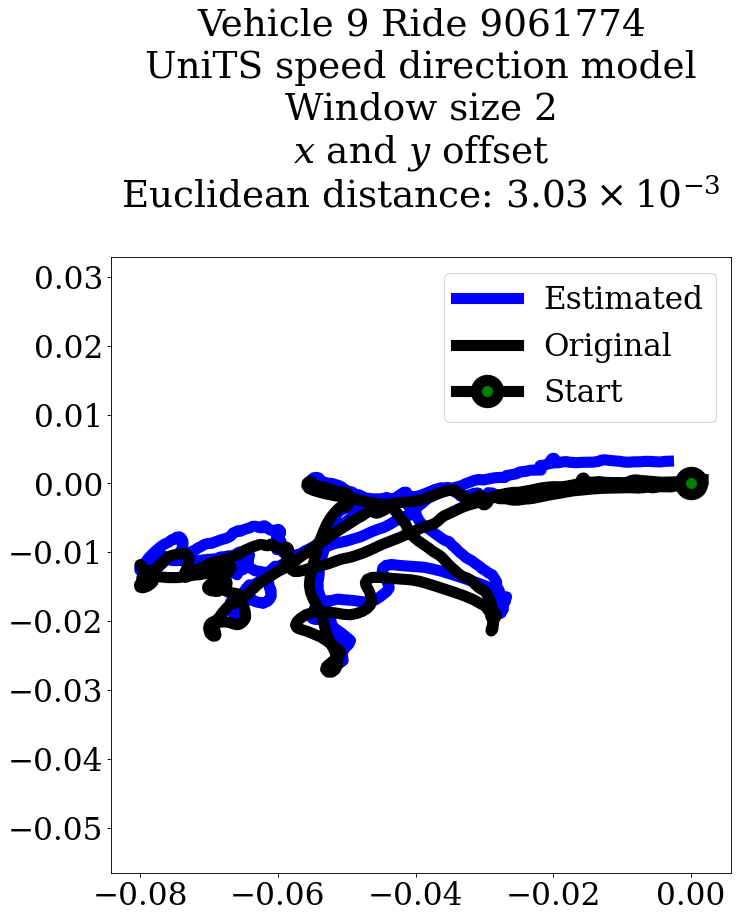 Vehicle 9 Ride 9061774
UniTS speed direction model
Window size 2
x and y offset
Euclidean distance: 3.03 × 10⁻³
Estimated
Original
Start
0.03
0.02
0.01
0.00
−0.01
−0.02
−0.03
−0.04
−0.05
−0.08 −0.06 −0.04 −0.02 0.00